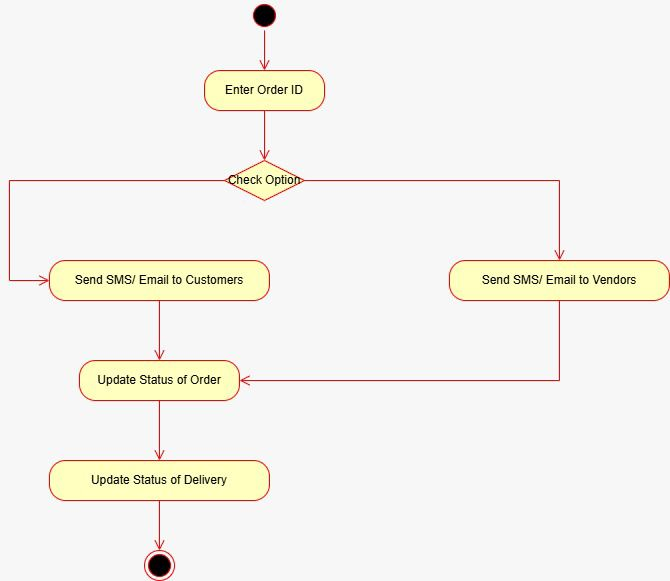 Enter Order ID
Check Option
Send SMS/ Email to Customers
Send SMS/ Email to Vendors
Update Status of Order
Update Status of Delivery